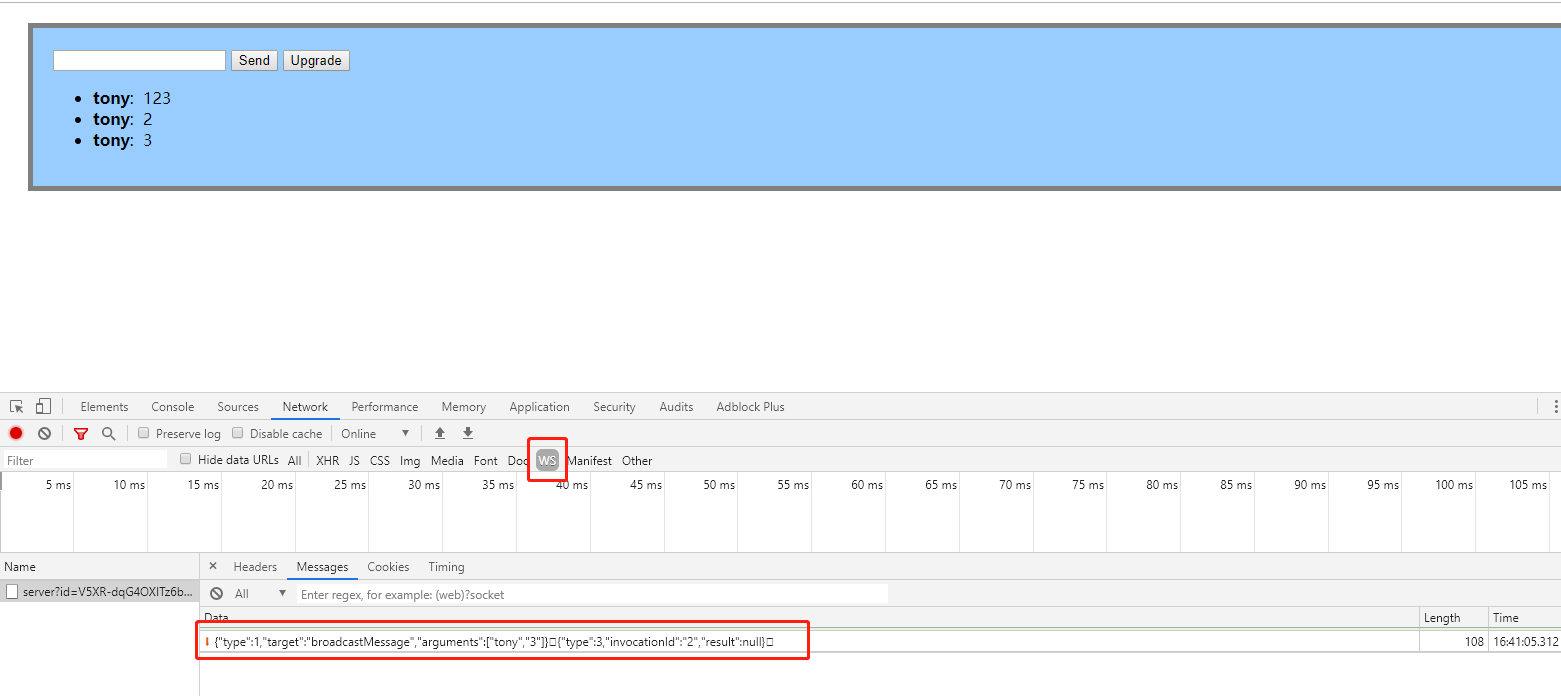 Send Upgrade
tony: 123
tony: 2
tony: 3
Elements Console Sources Network Performance Memory Application Security Audits Adblock Plus
Preserve log Disable cache Online
Filter Hide data URLs All XHR JS CSS Img Media Font Doc WS Manifest Other
5 ms 10 ms 15 ms 20 ms 25 ms 30 ms 35 ms 40 ms 45 ms 50 ms 55 ms 60 ms 65 ms 70 ms 75 ms 80 ms 85 ms 90 ms 95 ms 100 ms 105 ms
Name × Headers Messages Cookies Timing
server?id=V5XR-dqG4OXITz6b... All Enter regex, for example: (web)?socket
Data Length Time
{"type":1,"target":"broadcastMessage","arguments":["tony","3"]}□{"type":3,"invocationId":"2","result":null}□ 108 16:41:05.312